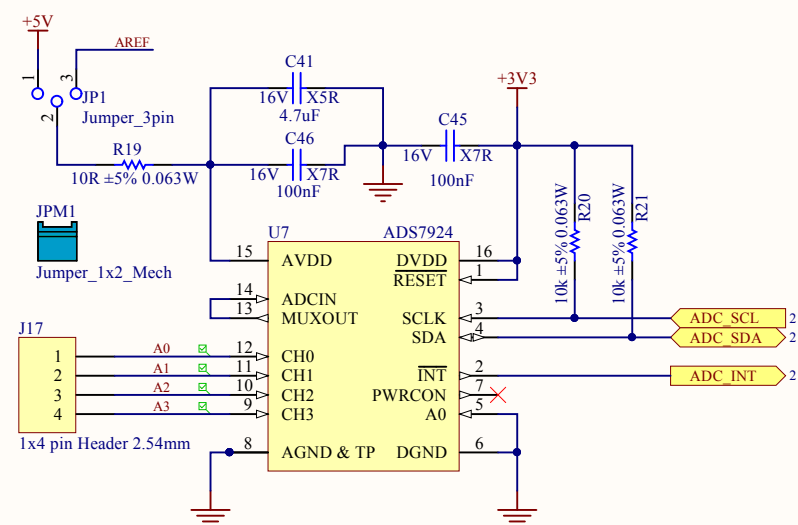 +5V
AREF
1
3
JP1
2
Jumper_3pin
R19
10R ±5% 0.063W
C41
16V X5R
4.7uF
C46
16V X7R
100nF
C45
16V X7R
100nF
+3V3
10k ±5% 0.063W
R20
10k ±5% 0.063W
R21
JPM1
Jumper_1x2_Mech
U7 ADS7924
15 AVDD DVDD 16
RESET 1
14 ADCIN
13 MUXOUT
SCLK 3 ADC_SCL 2
SDA 4 ADC_SDA 2
J17
1 A0 12 CH0
2 A1 11 CH1 INT 2 ADC_INT 2
3 A2 10 CH2 PWRCON 7
4 A3 9 CH3 A0 5
1x4 pin Header 2.54mm
8 AGND & TP DGND 6